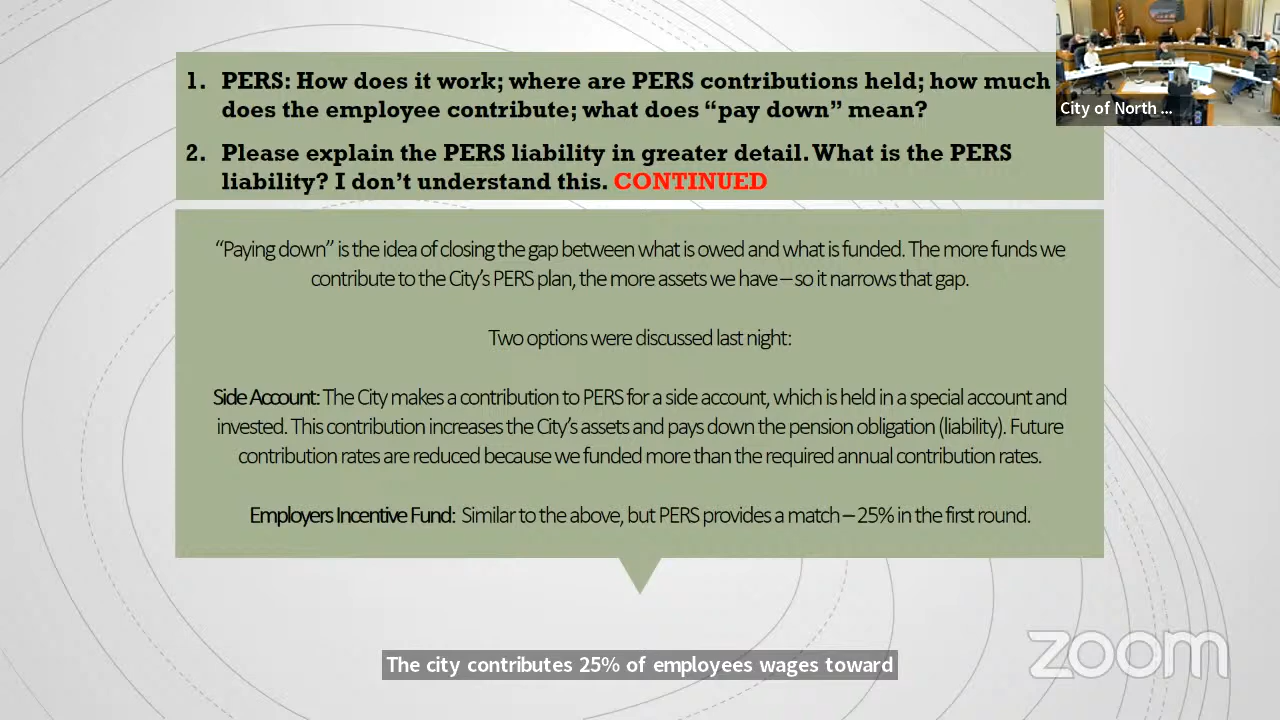 1. PERS: How does it work; where are PERS contributions held; how much
does the employee contribute; what does “pay down” mean?
2. Please explain the PERS liability in greater detail. What is the PERS
liability? I don’t understand this. CONTINUED
City of North ...
“Paying down” is the idea of closing the gap between what is owed and what is funded. The more funds we
contribute to the City’s PERS plan, the more assets we have – so it narrows that gap.
Two options were discussed last night:
Side Account: The City makes a contribution to PERS for a side account, which is held in a special account and
invested. This contribution increases the City’s assets and pays down the pension obligation (liability). Future
contribution rates are reduced because we funded more than the required annual contribution rates.
Employers Incentive Fund: Similar to the above, but PERS provides a match – 25% in the first round.
The city contributes 25% of employees wages toward
zoom